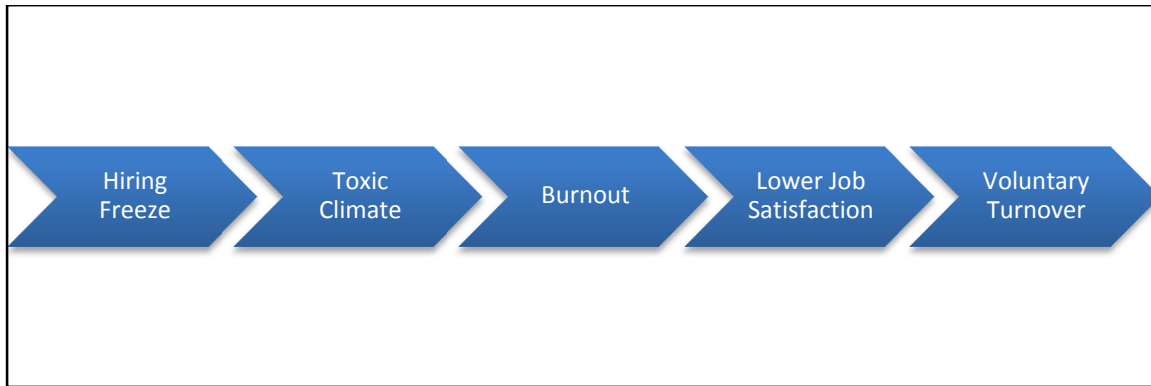 Hiring
Freeze
Toxic
Climate
Burnout
Lower Job
Satisfaction
Voluntary
Turnover